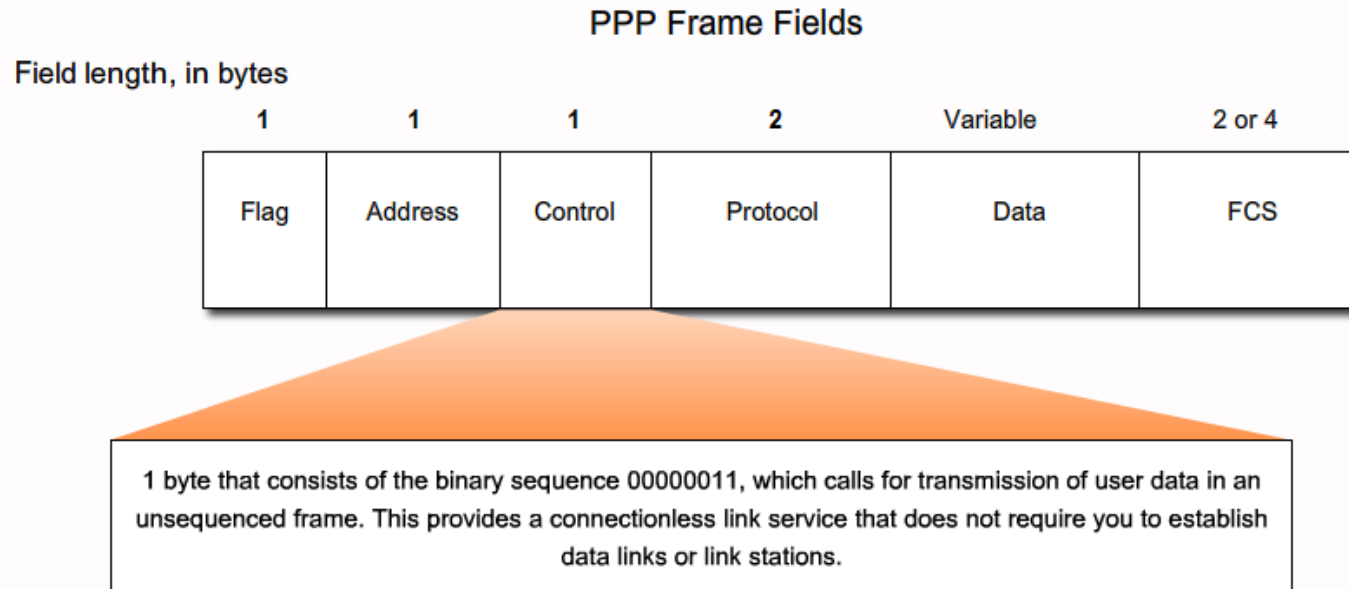 PPP Frame Fields
Field length, in bytes
1 1 1 2 Variable 2 or 4
Flag Address Control Protocol Data FCS
1 byte that consists of the binary sequence 00000011, which calls for transmission of user data in an
unsequenced frame. This provides a connectionless link service that does not require you to establish
data links or link stations.